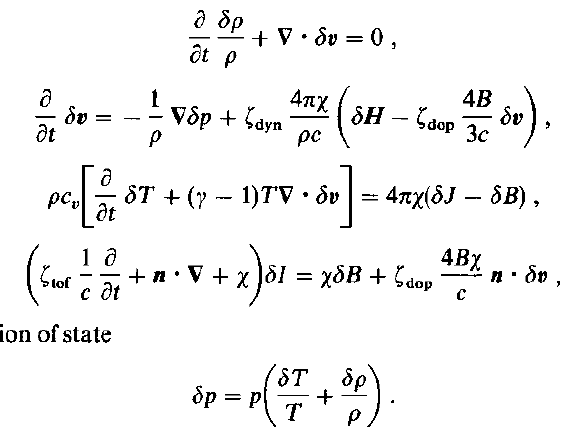 ∂/∂t δρ/ρ + ∇ · δv = 0 ,
∂/∂t δv = − 1/ρ ∇δp + ζ_dyn 4πχ/ρc (δH − ζ_dop 4B/3c δv) ,
ρc_v[∂/∂t δT + (γ − 1)T∇ · δv] = 4πχ(δJ − δB) ,
(ζ_tof 1/c ∂/∂t + n · ∇ + χ)δI = χδB + ζ_dop 4Bχ/c n · δv ,
ion of state
δp = p(δT/T + δρ/ρ) .